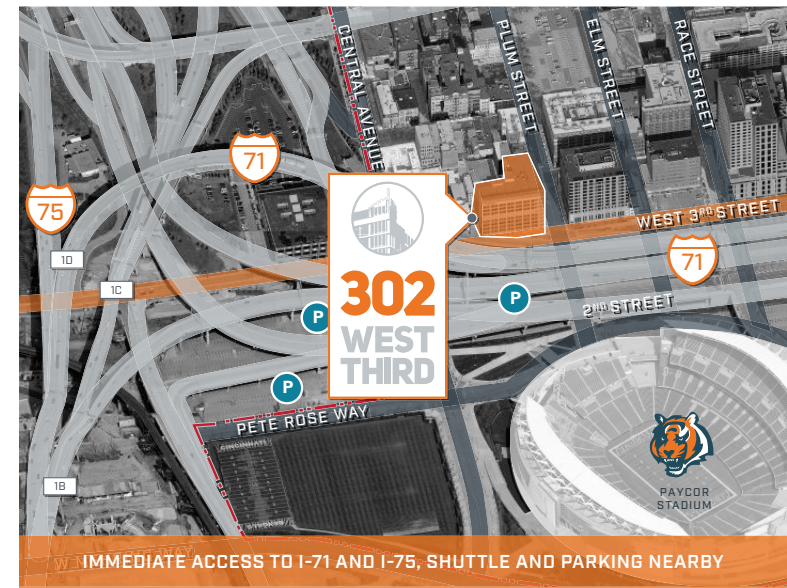 CENTRAL AVENUE
PLUM STREET
ELM STREET
RACE STREET
71
75
WEST 3RD STREET
1D
71
1C
302
WEST
THIRD
P
P
2ND STREET
P
PETE ROSE WAY
CINCINNATI
PAYCOR
STADIUM
1B
IMMEDIATE ACCESS TO I-71 AND I-75, SHUTTLE AND PARKING NEARBY